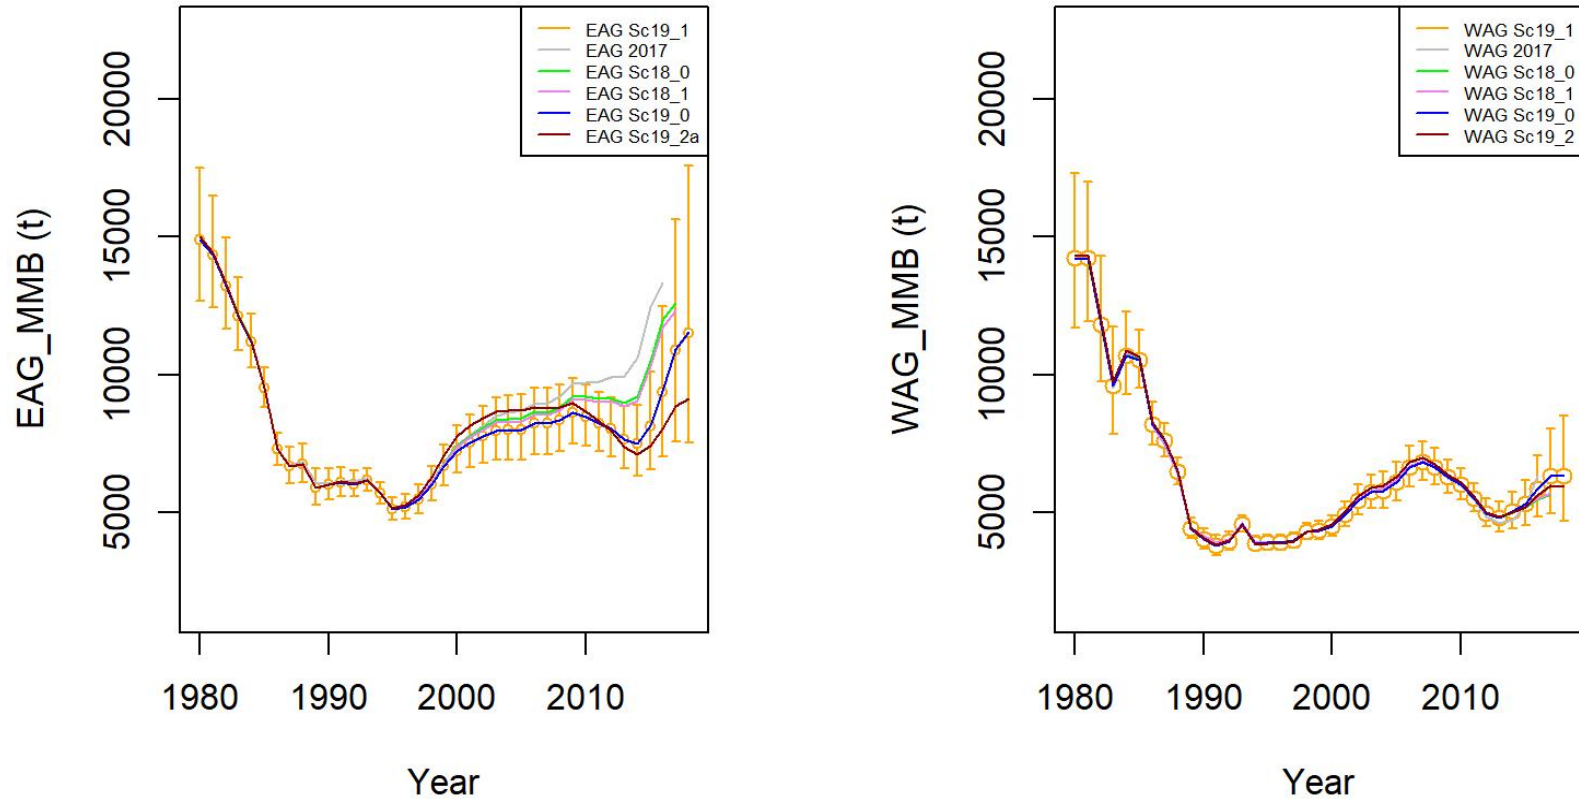 EAG_MMB (t)
20000
15000
10000
5000
EAG Sc19_1
EAG 2017
EAG Sc18_0
EAG Sc18_1
EAG Sc19_0
EAG Sc19_2a
1980 1990 2000 2010
Year
WAG_MMB (t)
20000
15000
10000
5000
WAG Sc19_1
WAG 2017
WAG Sc18_0
WAG Sc18_1
WAG Sc19_0
WAG Sc19_2
1980 1990 2000 2010
Year